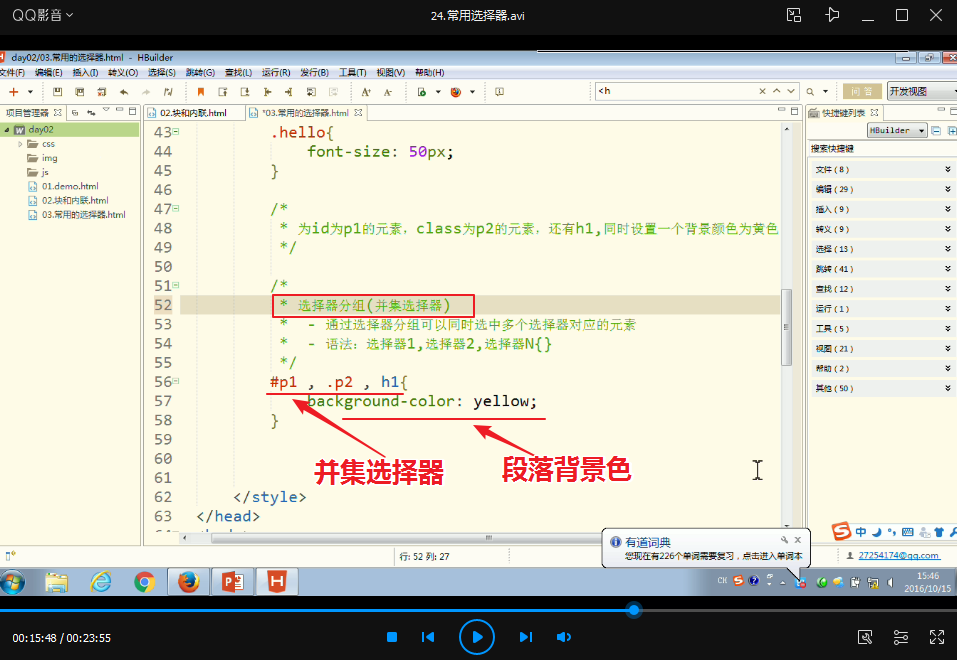 QQ影音
24.常用选择器.avi
day02/03.常用的选择器.html - HBuilder
文件(F) 编辑(E) 插入(I) 转义(O) 选择(S) 跳转(G) 查找(L) 运行(R) 发行(B) 工具(T) 视图(V) 帮助(H)
<h
问答
开发视图
项目管理器
02.块和内联.html
*03.常用的选择器.html
快捷键列表
day02
css
img
js
01.demo.html
02.块和内联.html
03.常用的选择器.html
43 .hello{
44 font-size: 50px;
45 }
46
47 /*
48 * 为id为p1的元素，class为p2的元素，还有h1,同时设置一个背景颜色为黄色
49 */
50
51 /*
52 * 选择器分组(并集选择器)
53 * - 通过选择器分组可以同时选中多个选择器对应的元素
54 * - 语法：选择器1,选择器2,选择器N{}
55 */
56 #p1 , .p2 , h1{
57 background-color: yellow;
58 }
59
60
61
62 </style>
63 </head>
并集选择器
段落背景色
HBuilder
搜索快捷键
文件 ( 8 )
编辑 ( 29 )
插入 ( 9 )
转义 ( 9 )
选择 ( 13 )
跳转 ( 41 )
查找 ( 12 )
运行 ( 1 )
工具 ( 5 )
视图 ( 21 )
帮助 ( 2 )
其他 ( 50 )
中
有道词典
您现在有226个单词需要复习，点击进入单词本
行: 52 列: 27
27254174@qq.com
CH
15:46
2016/10/15
00:15:48 / 00:23:55